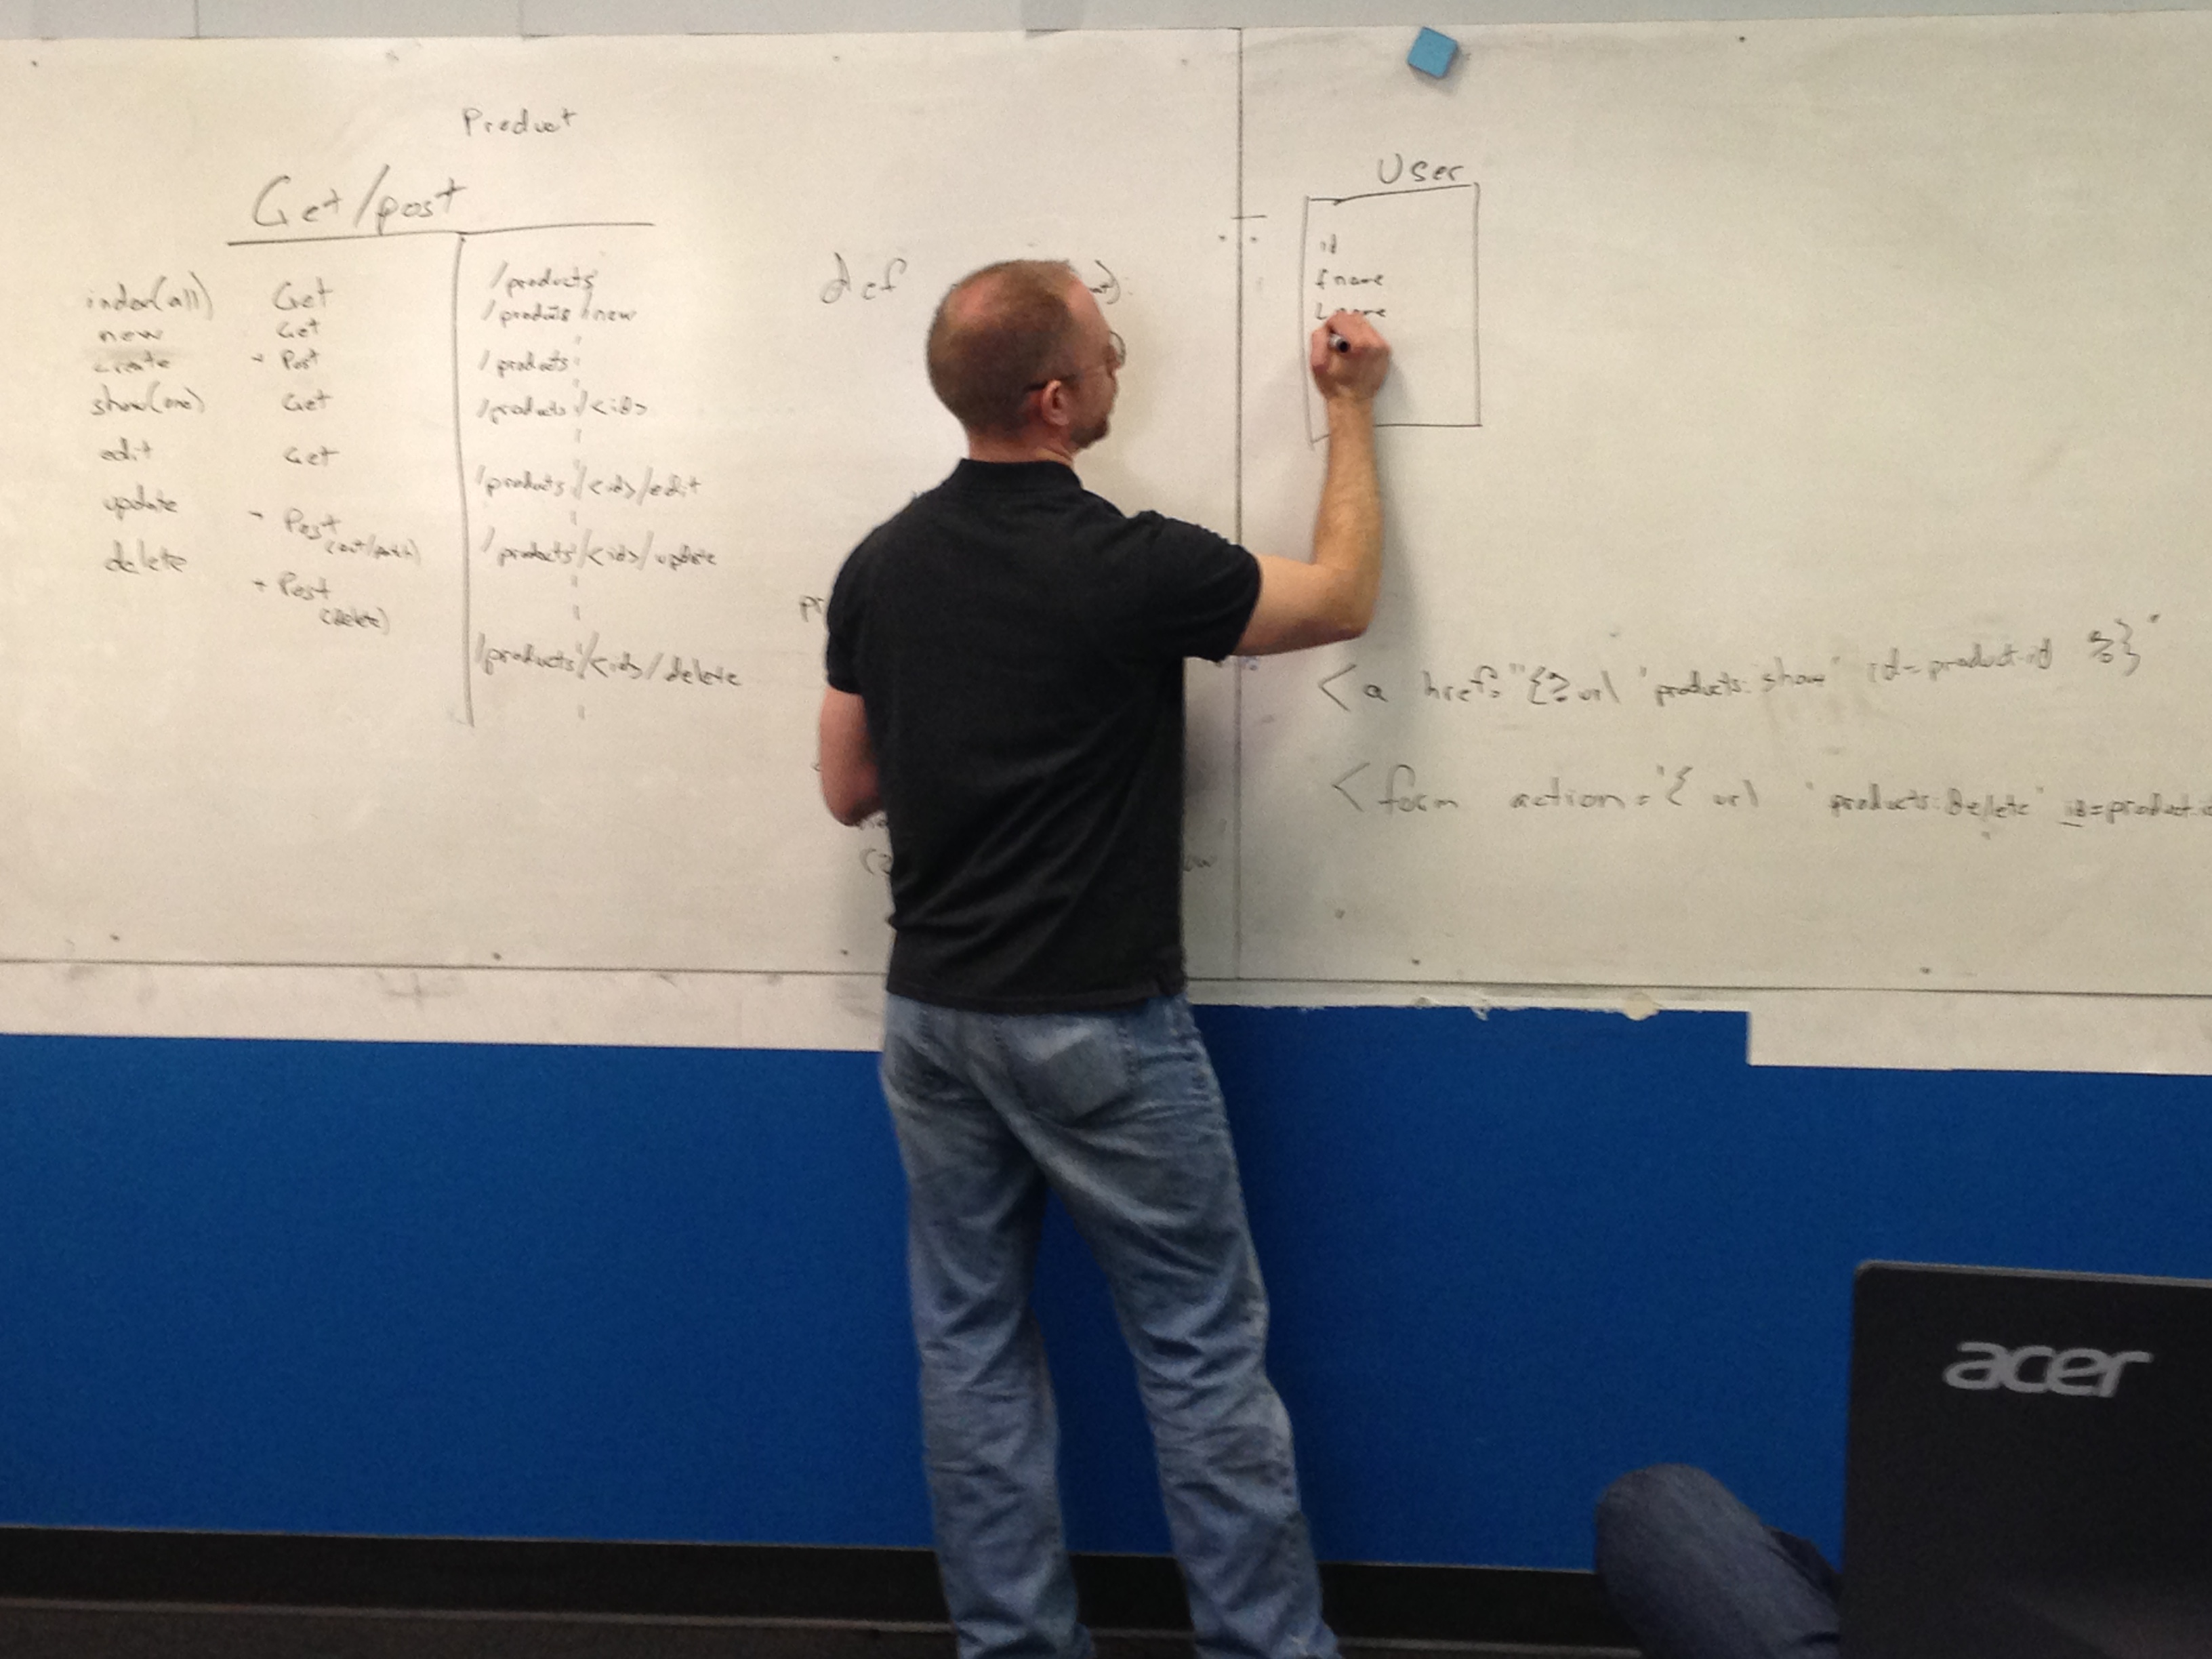 Product
Get/post
index(all) Get /products
new Get /products/new
create → Post /products
show(one) Get /products/<id>
edit Get /products/<id>/edit
update → Post /products/<id>/update
(put/patch)
delete → Post /products/<id>/delete
(delete)
def
User
id
fname
Lname
<a href="{% url 'products:show' id=product.id %}"
<form action='{ url 'products:Delete' id=product.i
acer